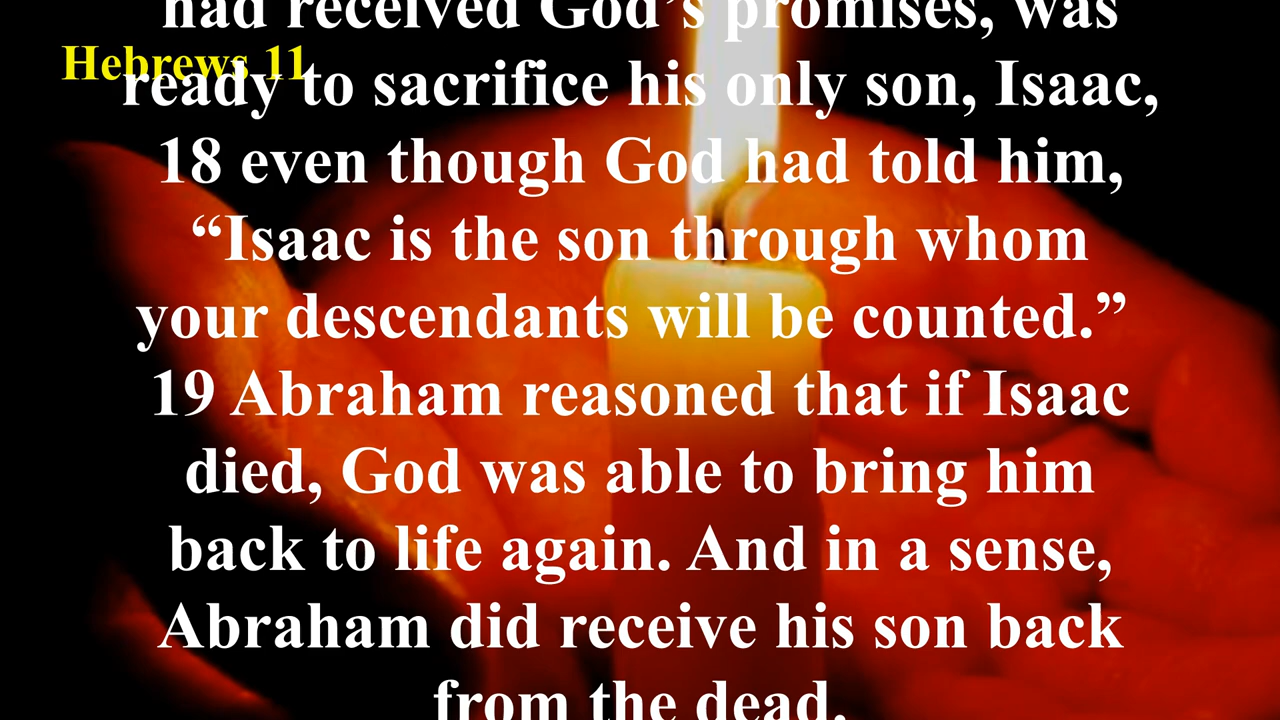 had received God's promises, was
Hebrews 11
ready to sacrifice his only son, Isaac,
18 even though God had told him,
“Isaac is the son through whom
your descendants will be counted.”
19 Abraham reasoned that if Isaac
died, God was able to bring him
back to life again. And in a sense,
Abraham did receive his son back
from the dead.